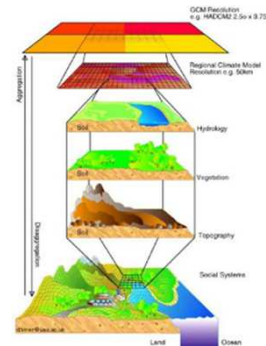 GCM Resolution
e.g. HADCM2 2.5o x 3.75
Aggregation
Regional Climate Model
Resolution e.g. 50km
Soil
Hydrology
Soil
Vegetation
Soil
Topography
Disaggregation
Social Systems
Land
Ocean